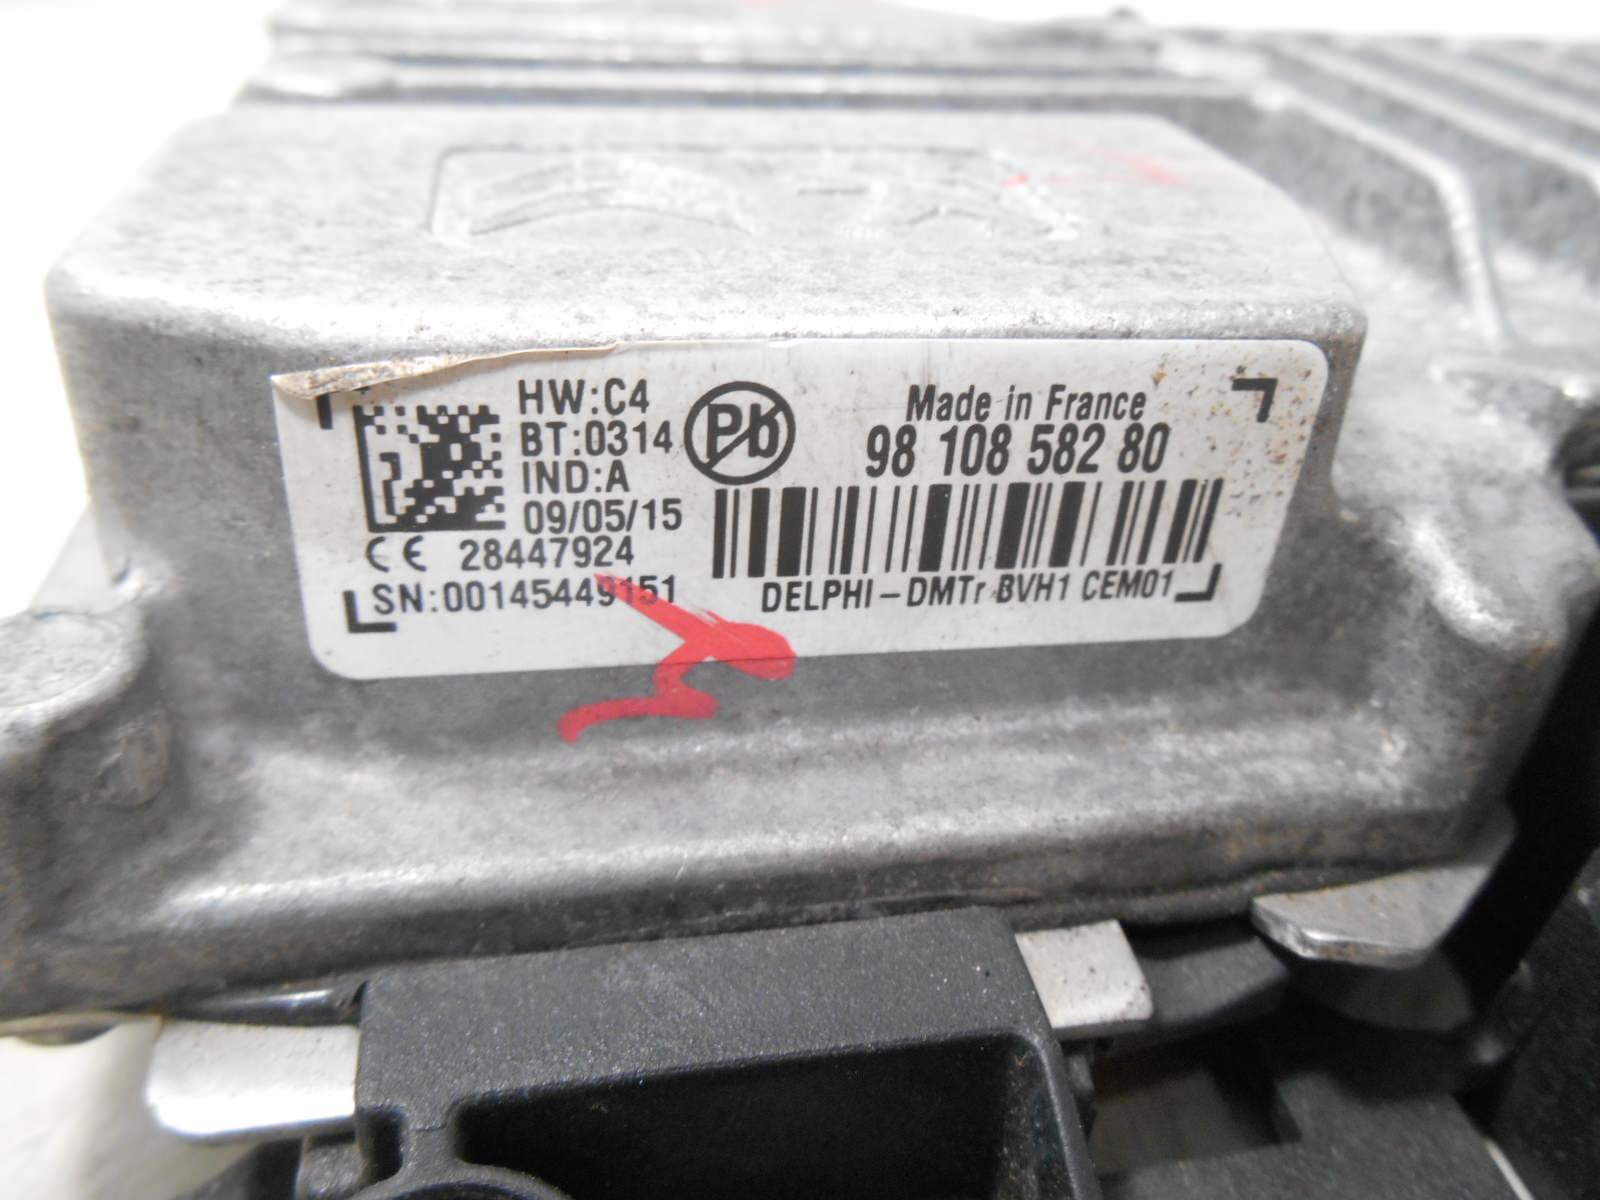 HW:C4
BT:0314
IND:A
09/05/15
CE 28447924
SN:00145449151
Pb
Made in France
98 108 582 80
DELPHI-DMTr BVH1 CEM01